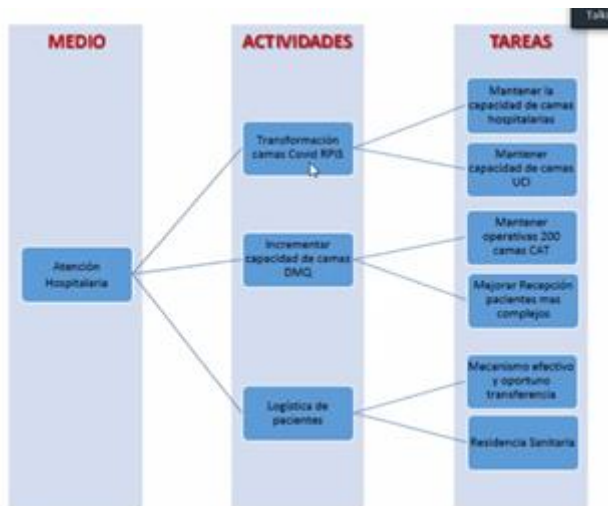 MEDIO
ACTIVIDADES
TAREAS
Atención
Hospitalaria
Transformación
camas Covid RPIS
Incrementar
capacidad de camas
DMQ
Logística de
pacientes
Mantener la
capacidad de camas
hospitalarias
Mantener
capacidad de camas
UCI
Mantener
operativas 200
camas CAT
Mejorar Recepción
pacientes mas
complejos
Mecanismo efectivo
y oportuno
transferencia
Residencia Sanitaria